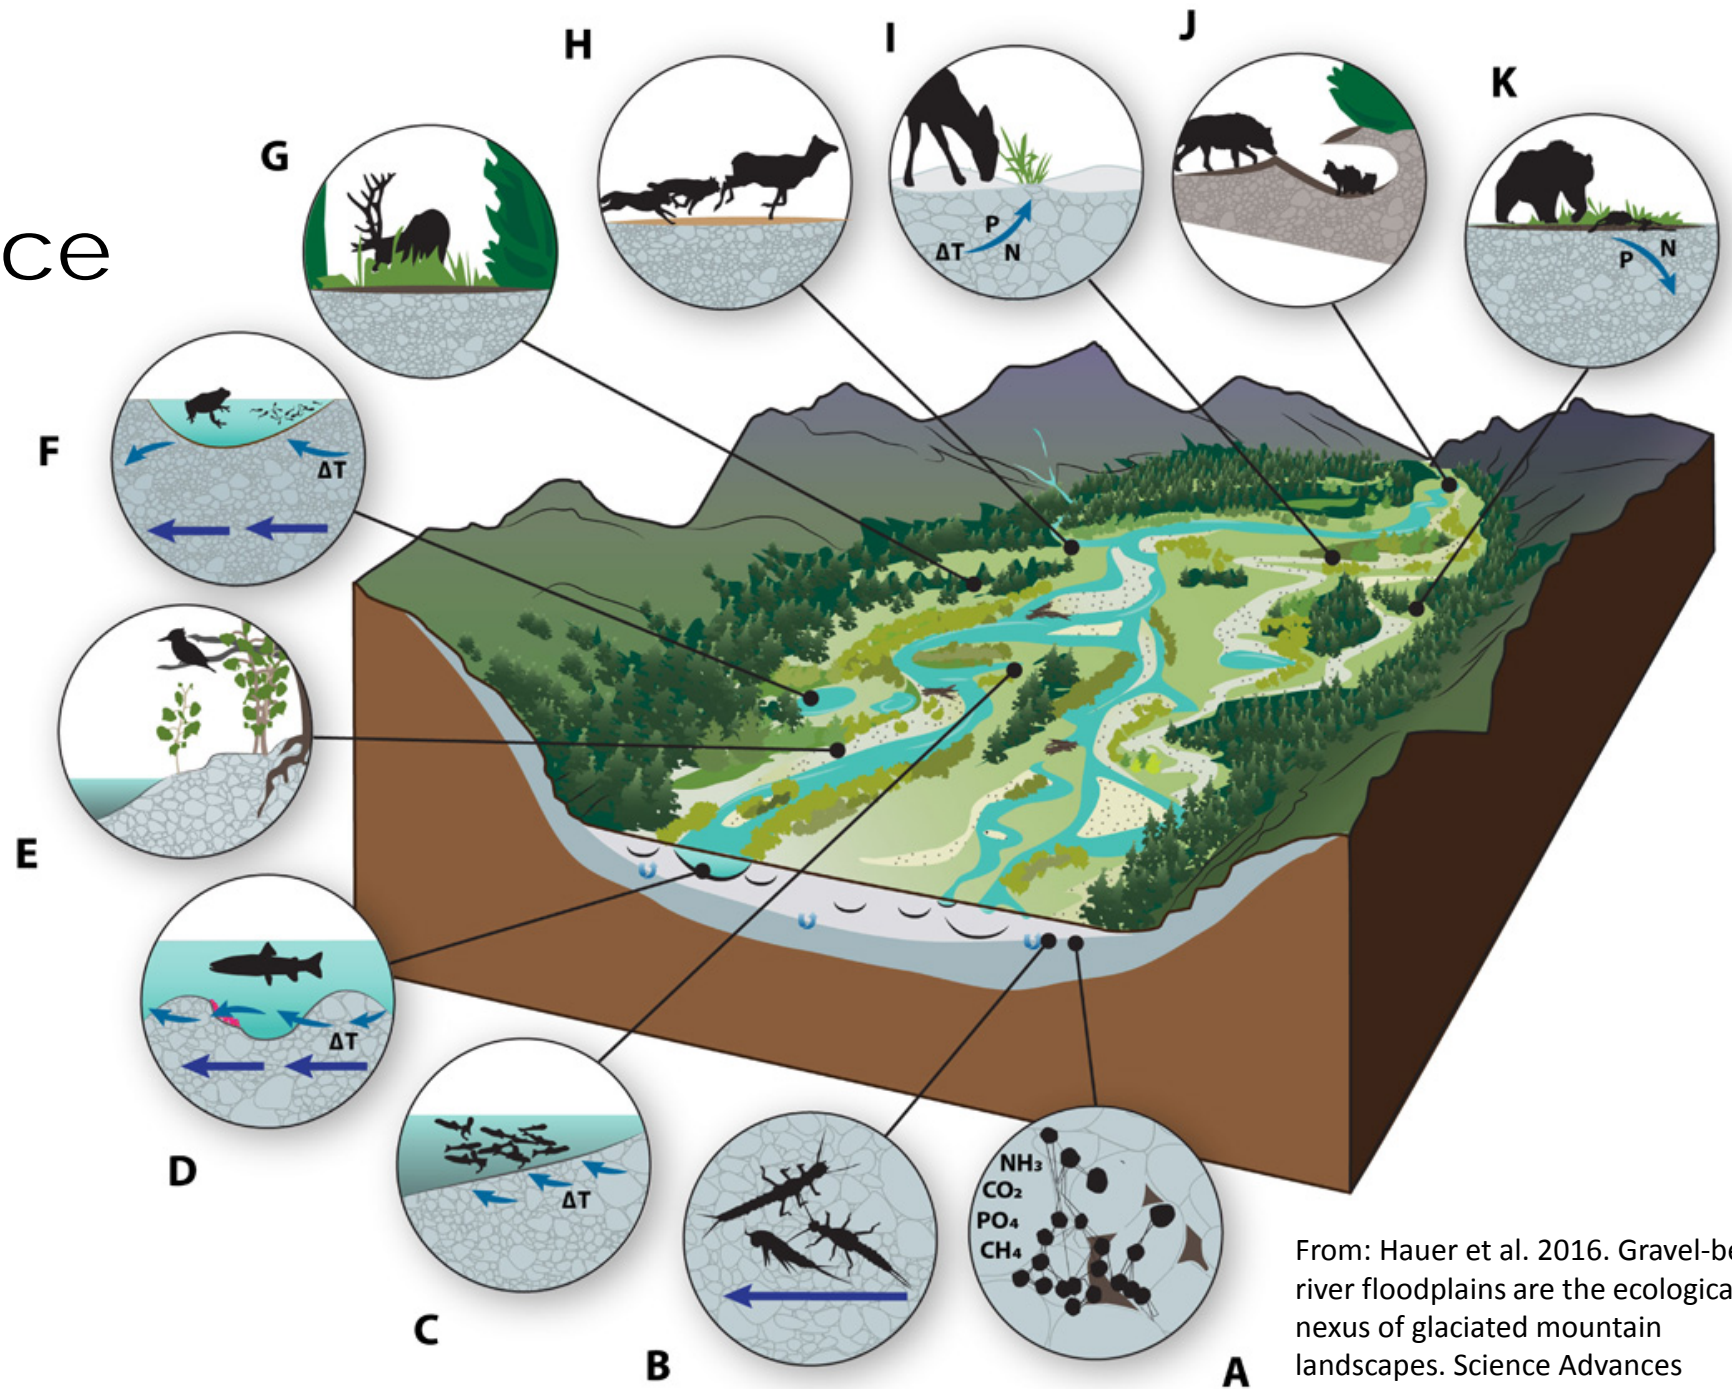 ce
H
I
J
K
G
P
ΔT
N
N
P
F
ΔT
E
ΔT
D
ΔT
C
B
NH₃
CO₂
PO₄
CH₄
A
From: Hauer et al. 2016. Gravel-be
river floodplains are the ecologica
nexus of glaciated mountain
landscapes. Science Advances